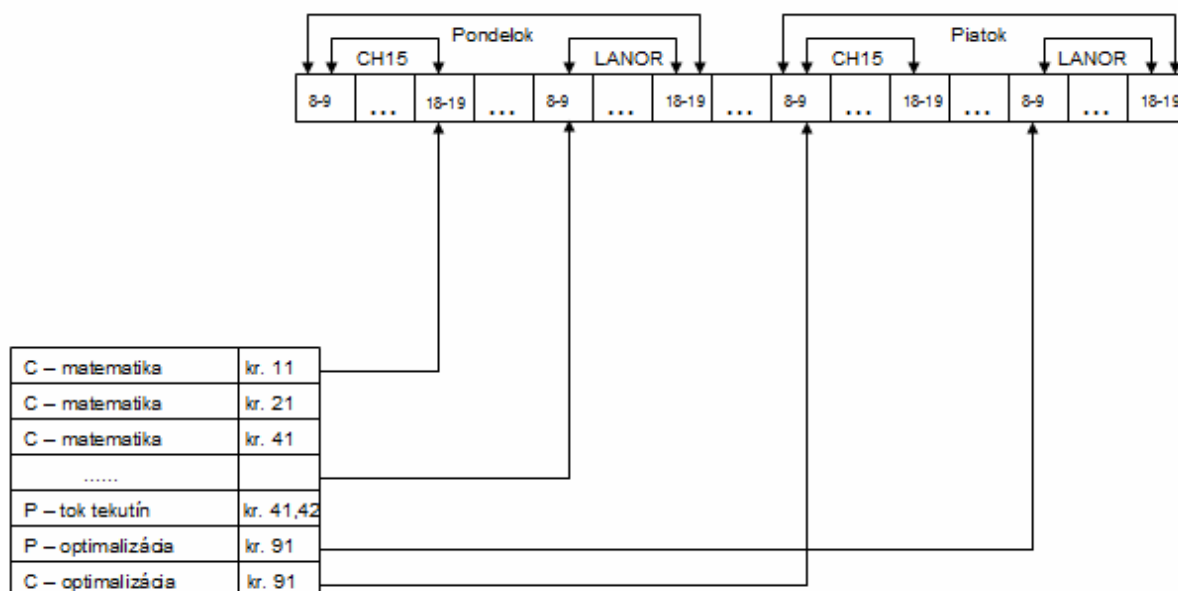 Pondelok Piatok
CH15 LANOR CH15 LANOR
8-9 ... 18-19 ... 8-9 ... 18-19 ... 8-9 ... 18-19 ... 8-9 ... 18-19
C – matematika kr. 11
C – matematika kr. 21
C – matematika kr. 41
......
P – tok tekutín kr. 41,42
P – optimalizácia kr. 91
C – optimalizácia kr. 91